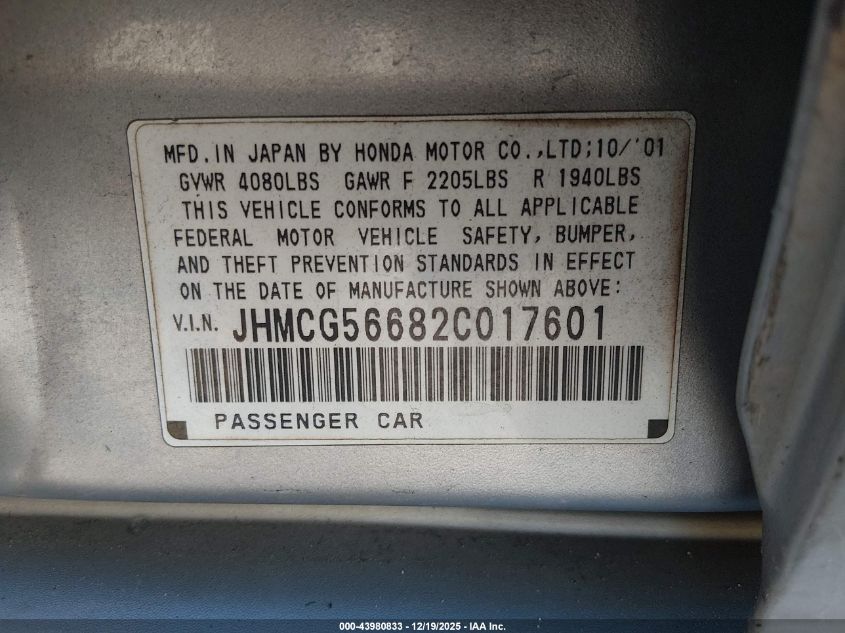 MFD.IN JAPAN BY HONDA MOTOR CO.,LTD;10/'01
GVWR 4080LBS GAWR F 2205LBS R 1940LBS
THIS VEHICLE CONFORMS TO ALL APPLICABLE
FEDERAL MOTOR VEHICLE SAFETY, BUMPER,
AND THEFT PREVENTION STANDARDS IN EFFECT
ON THE DATE OF MANUFACTURE SHOWN ABOVE:
V.I.N. JHMCG56682C017601
PASSENGER CAR
000-43980833 - 12/19/2025 - IAA Inc.